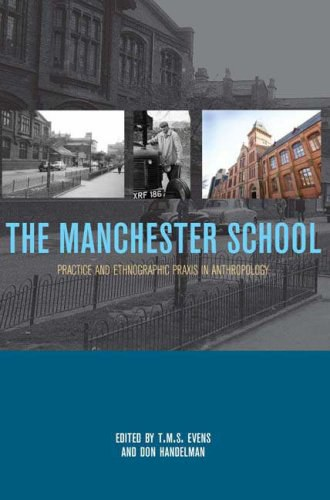 XRF 186
THE MANCHESTER SCHOOL
PRACTICE AND ETHNOGRAPHIC PRAXIS IN ANTHROPOLOGY
EDITED BY T.M.S. EVENS
AND DON HANDELMAN